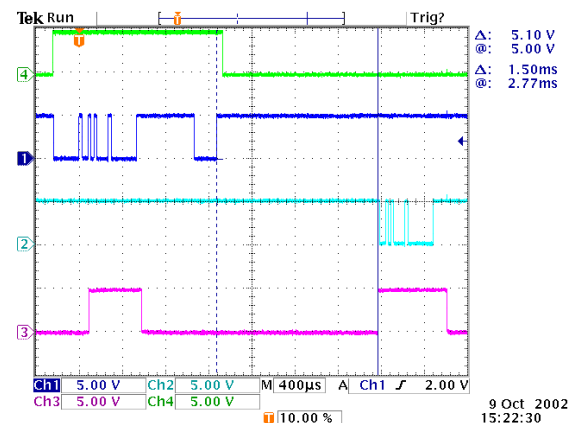 Tek Run Trig?
T
T
Δ: 5.10 V
@: 5.00 V
Δ: 1.50ms
@: 2.77ms
4
1
2
3
Ch1 5.00 V Ch2 5.00 V M 400µs A Ch1 ʃ 2.00 V
Ch3 5.00 V Ch4 5.00 V
T 10.00 %
9 Oct 2002
15:22:30